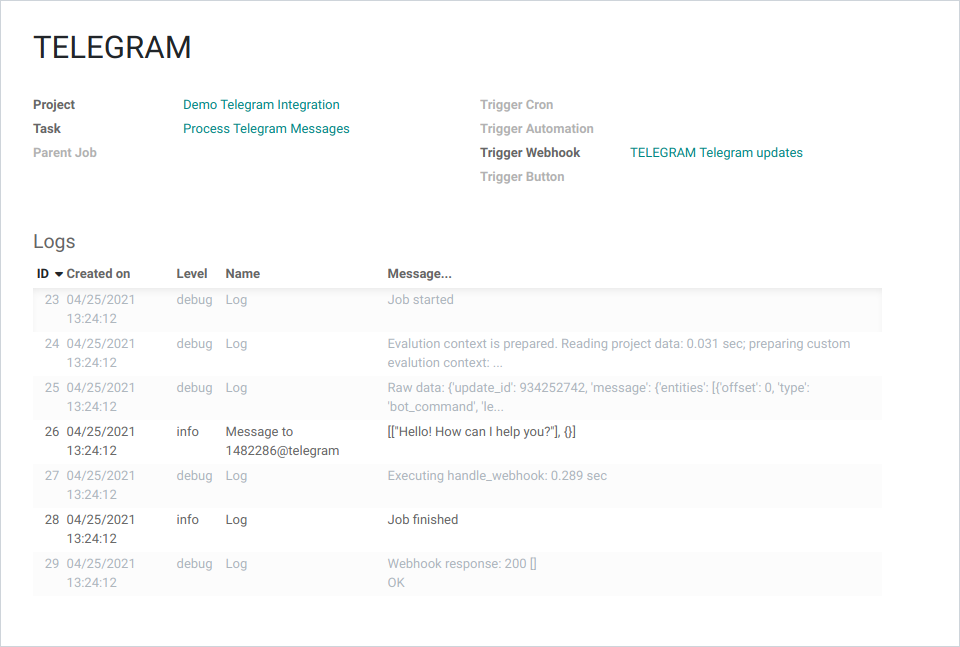 TELEGRAM
Project Demo Telegram Integration
Task Process Telegram Messages
Parent Job
Trigger Cron
Trigger Automation
Trigger Webhook TELEGRAM Telegram updates
Trigger Button
Logs
ID Created on Level Name Message...
23 04/25/2021 debug Log Job started
13:24:12
24 04/25/2021 debug Log Evalution context is prepared. Reading project data: 0.031 sec; preparing custom
13:24:12 evalution context: ...
25 04/25/2021 debug Log Raw data: {'update_id': 934252742, 'message': {'entities': [{'offset': 0, 'type':
13:24:12 'bot_command', 'le...
26 04/25/2021 info Message to [["Hello! How can I help you?"], {}]
13:24:12 1482286@telegram
27 04/25/2021 debug Log Executing handle_webhook: 0.289 sec
13:24:12
28 04/25/2021 info Log Job finished
13:24:12
29 04/25/2021 debug Log Webhook response: 200 []
13:24:12 OK